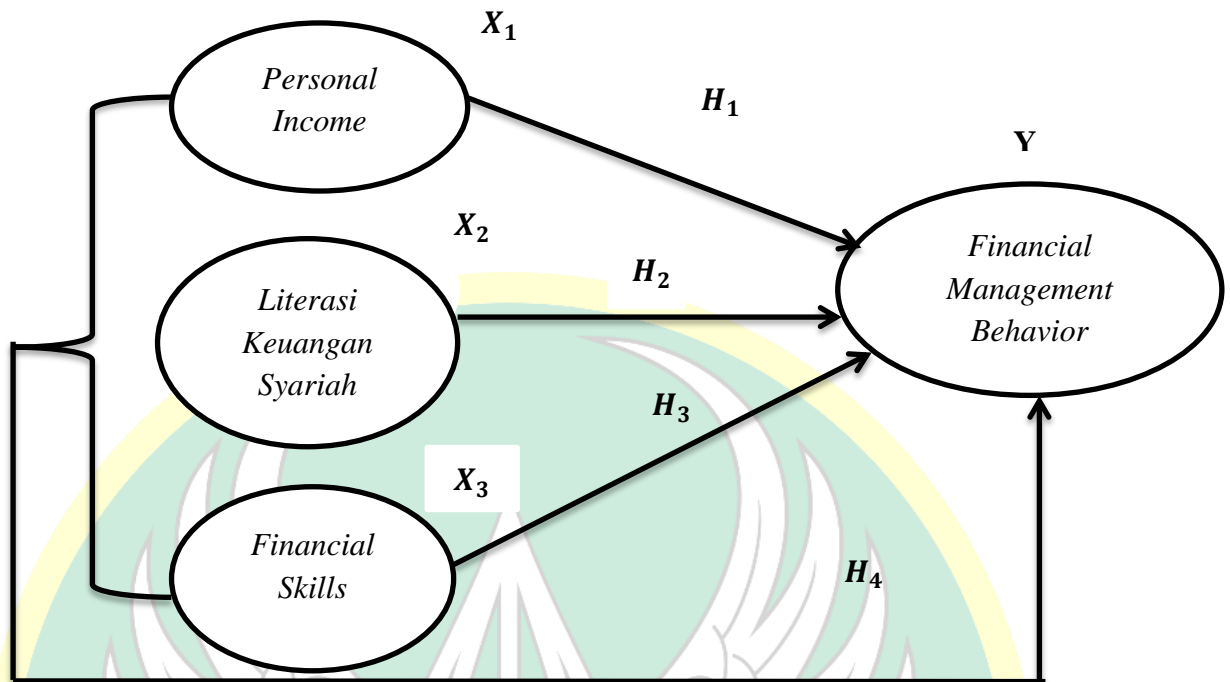 X₁
Personal
Income
H₁
Y
X₂
Literasi
Keuangan
Syariah
H₂
Financial
Management
Behavior
H₃
X₃
Financial
Skills
H₄